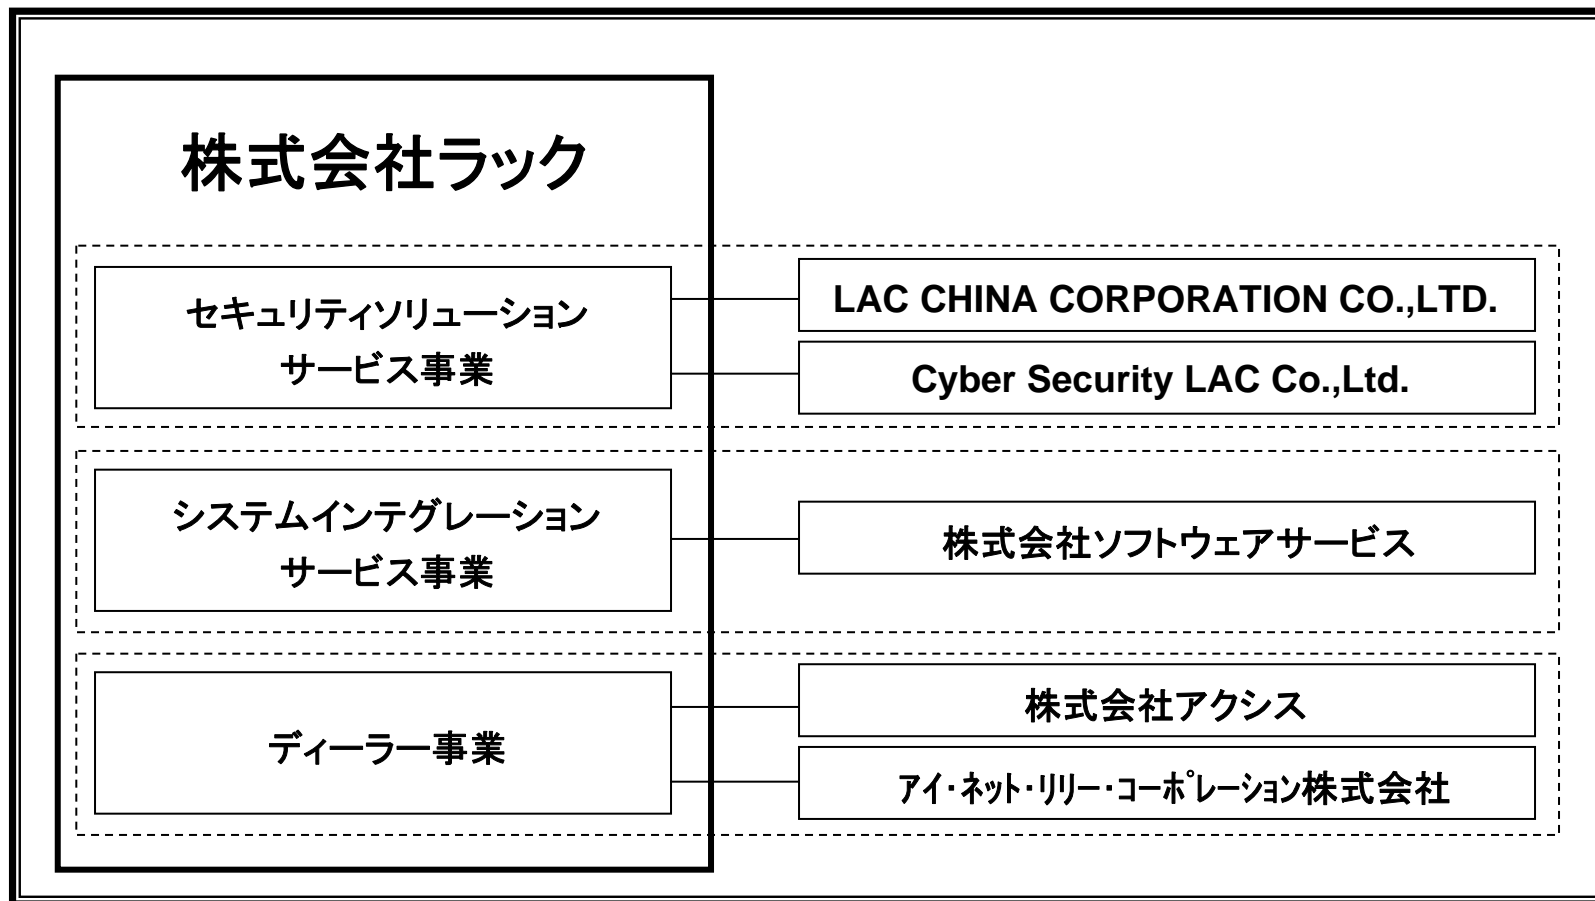 株式会社ラック
セキュリティソリューション
サービス事業
LAC CHINA CORPORATION CO.,LTD.
Cyber Security LAC Co.,Ltd.
システムインテグレーション
サービス事業
株式会社ソフトウェアサービス
ディーラー事業
株式会社アクシス
ｱｲ･ﾈｯﾄ･ﾘﾘｰ･ｺｰﾎﾟﾚｰｼｮﾝ株式会社